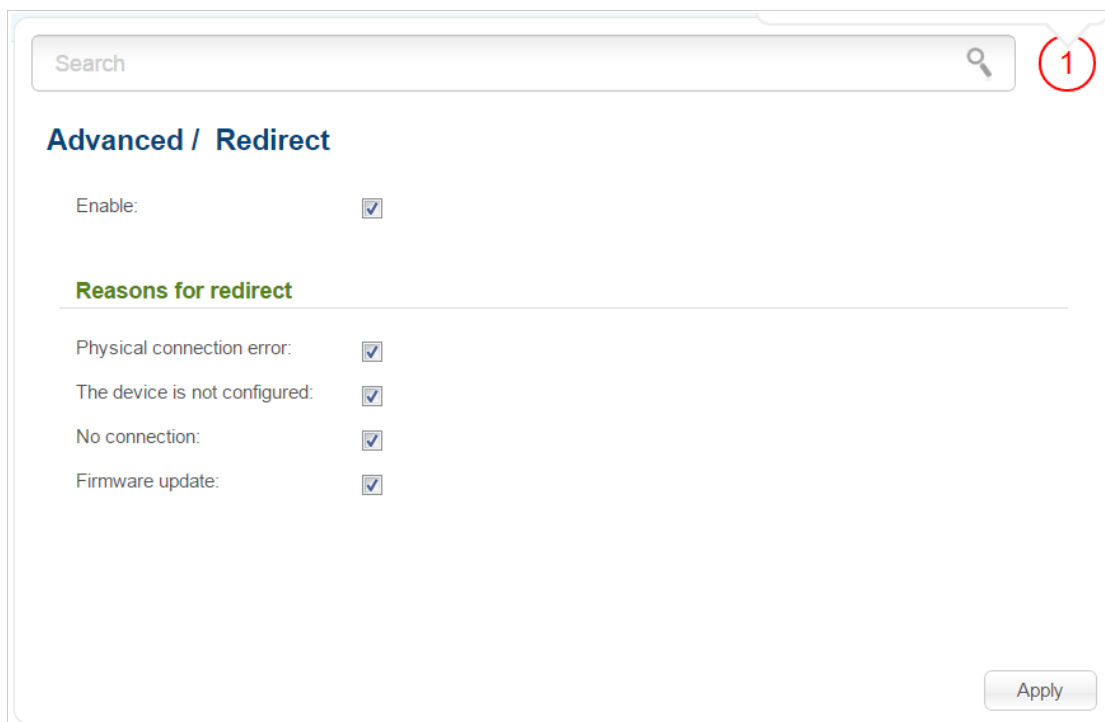 Search
1
Advanced / Redirect
Enable:
Reasons for redirect
Physical connection error:
The device is not configured:
No connection:
Firmware update:
Apply